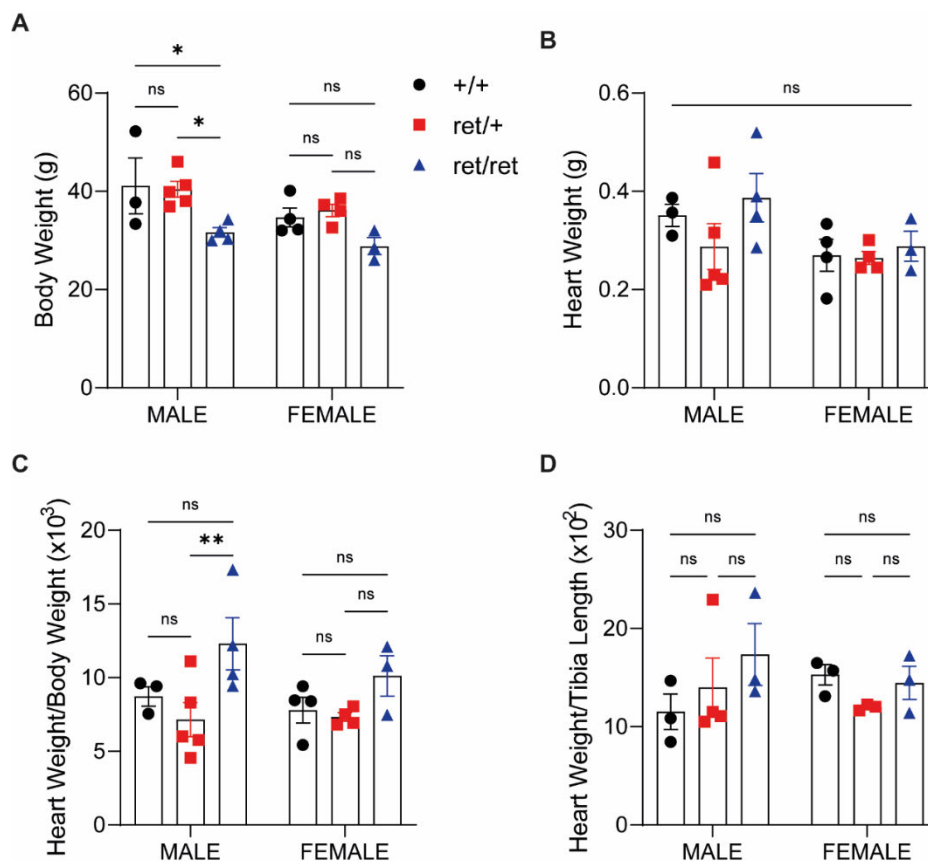 A
Body Weight (g)
60
40
20
0
*
ns
*
ns
ns
ns
MALE
FEMALE
+/+
ret/+
ret/ret
B
Heart Weight (g)
0.6
0.4
0.2
0.0
ns
MALE
FEMALE
C
Heart Weight/Body Weight (x10³)
20
15
10
5
0
ns
**
ns
ns
ns
ns
MALE
FEMALE
D
Heart Weight/Tibia Length (x10²)
30
20
10
0
ns
ns
ns
ns
ns
ns
MALE
FEMALE